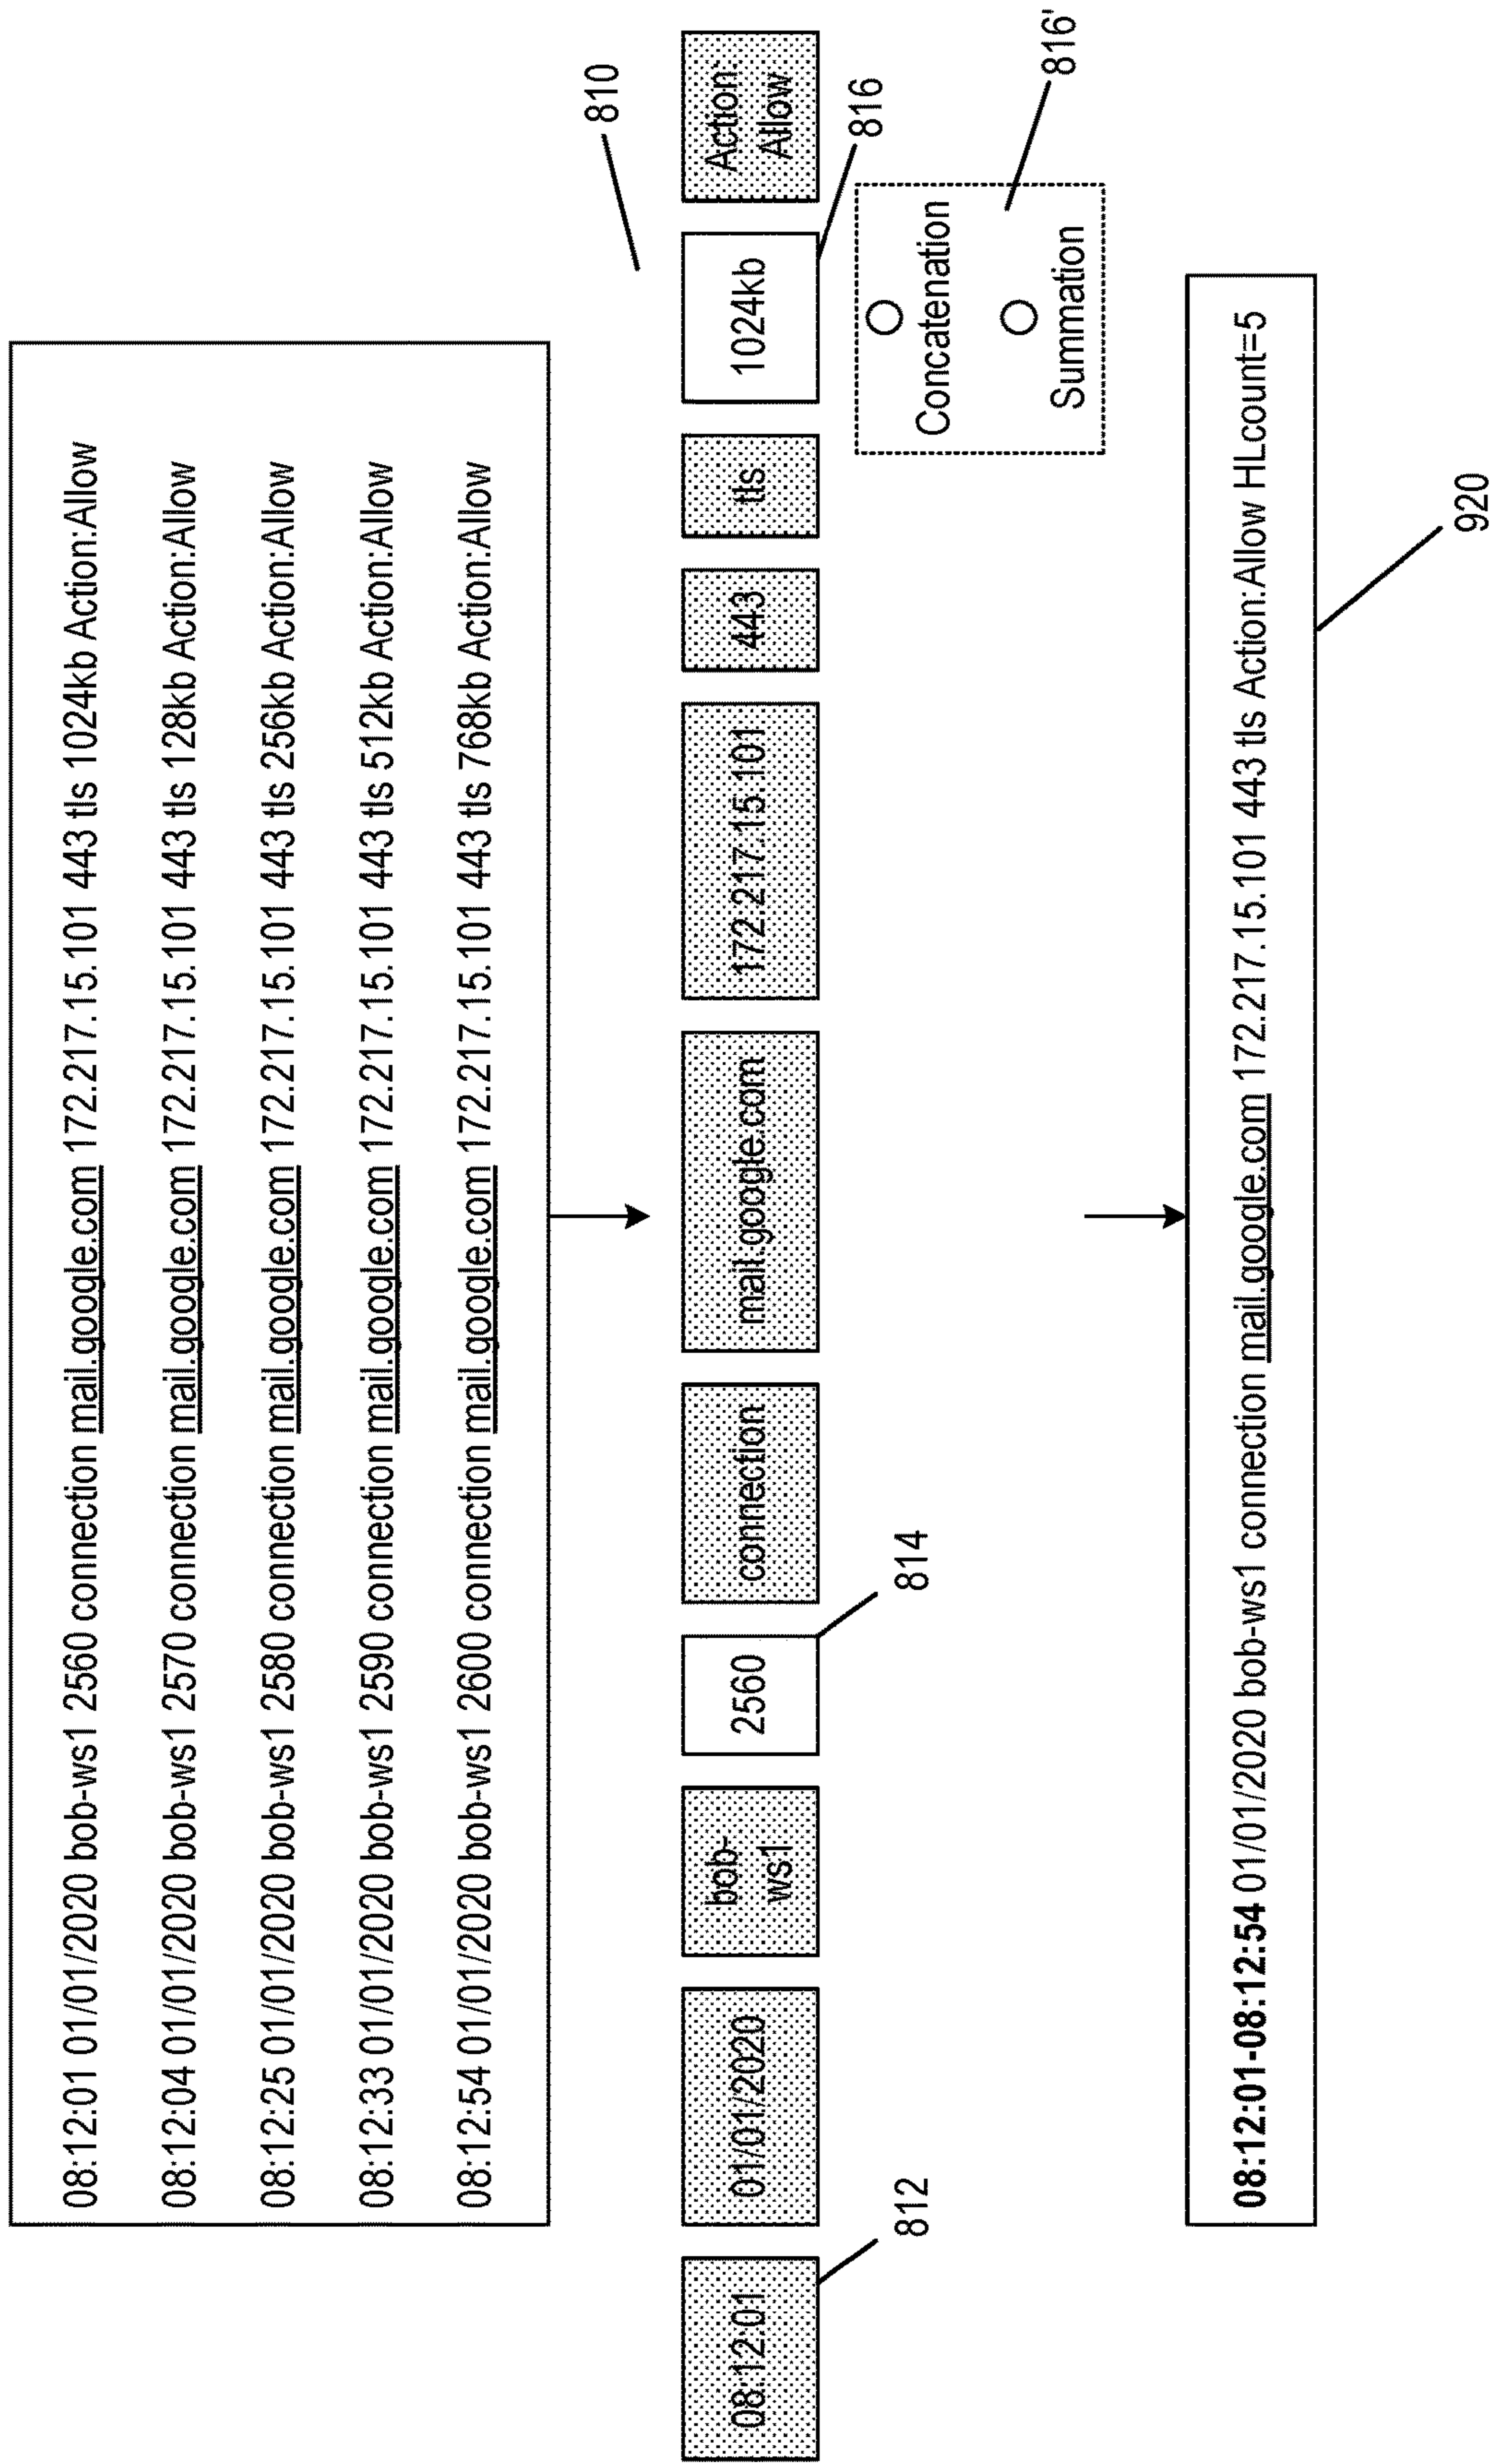 08:12:01 01/01/2020 bob-ws1 2560 connection mail.google.com 172.217.15.101 443 tls 1024kb Action:Allow
08:12:04 01/01/2020 bob-ws1 2570 connection mail.google.com 172.217.15.101 443 tls 128kb Action:Allow
08:12:25 01/01/2020 bob-ws1 2580 connection mail.google.com 172.217.15.101 443 tls 256kb Action:Allow
08:12:33 01/01/2020 bob-ws1 2590 connection mail.google.com 172.217.15.101 443 tls 512kb Action:Allow
08:12:54 01/01/2020 bob-ws1 2600 connection mail.google.com 172.217.15.101 443 tls 768kb Action:Allow
810
08:12:01
01/01/2020
bob-
ws1
2560
connection
mail.google.com
172.217.15.101
443
tls
1024kb
Action:
Allow
812
814
816
Concatenation
Summation
816'
08:12:01-08:12:54 01/01/2020 bob-ws1 connection mail.google.com 172.217.15.101 443 tls Action:Allow HLcount=5
920